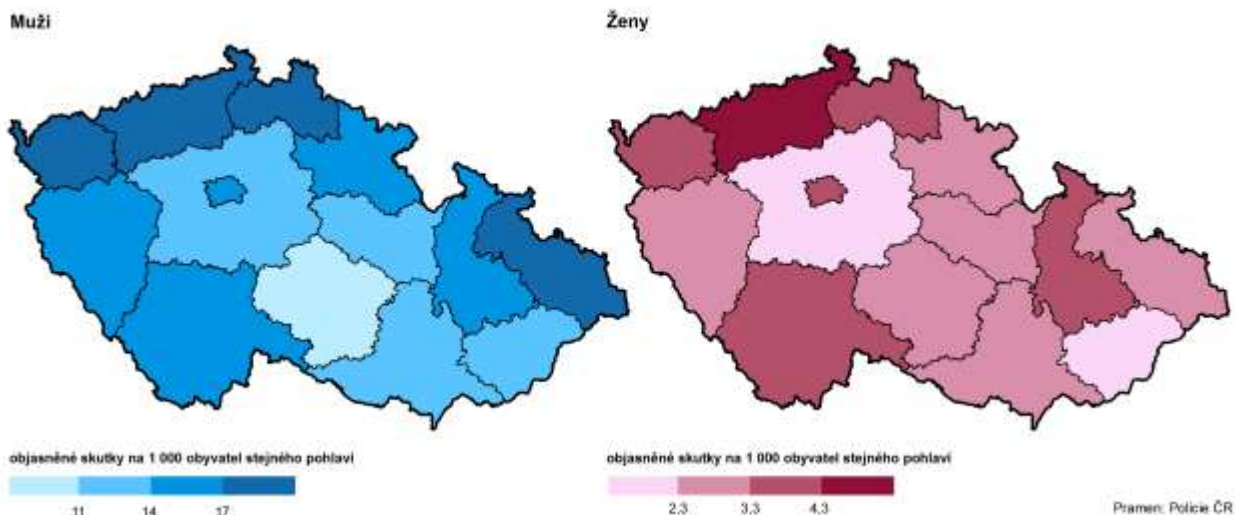 Muži
Ženy
objasněné skutky na 1 000 obyvatel stejného pohlaví
11 14 17
objasněné skutky na 1 000 obyvatel stejného pohlaví
2,3 3,3 4,3
Pramen: Policie ČR